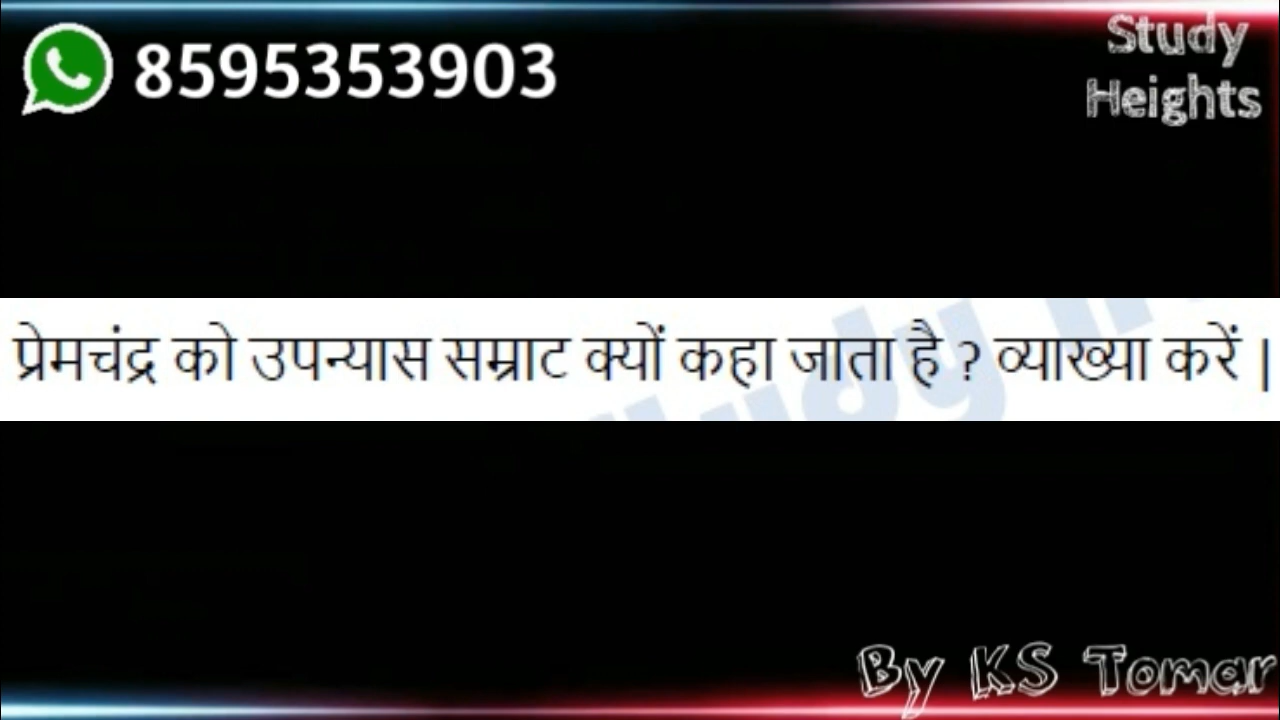 8595353903
Study
Heights
प्रेमचंद्र को उपन्यास सम्राट क्यों कहा जाता है ? व्याख्या करें |
By KS Tomar